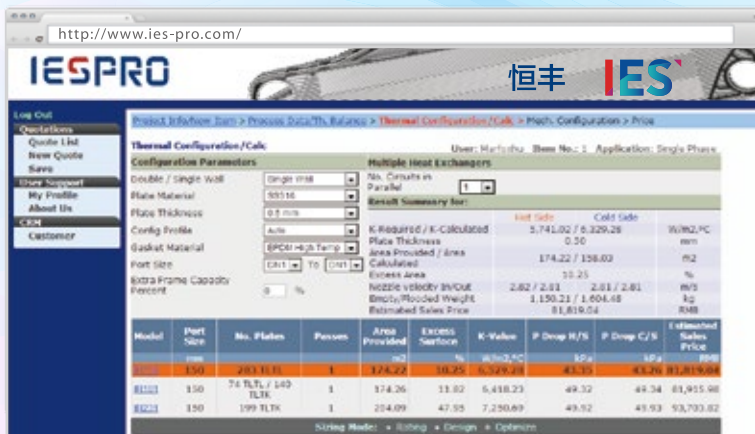 http://www.ies-pro.com/
IESPRO
恒丰 IES
Log Out
Quotations
Quote List
New Quote
Save
User Support
My Profile
About Us
CRM
Customer
Project Info/New Item > Process Data/Th. Balance > Thermal Configuration/Calc > Mech. Configuration > Price
Thermal Configuration/Calc
User: Item No.: 1 Application: Single Phase
Configuration Parameters
Multiple Heat Exchangers
Double / Single Wall Single Wall
No. Circuits in Parallel 1
Plate Material SS316
Plate Thickness 0.5 mm
Config Profile Auto
Gasket Material EPDM High Temp
Port Size DN1 To DN1
Extra Frame Capacity Percent 0 %
Result Summary for:
Hot Side Cold Side
K-Required / K-Calculated W/m2,°C
Plate Thickness 0.50 mm
Area Provided / Area Calculated 174.22 / 158.03 m2
Excess Area 10.25 %
Nozzle velocity In/Out 2.82 / 2.81 2.81 / 2.81 m/s
Empty/Flooded Weight 1,150.21 / 1,604.48 kg
Estimated Sales Price 81,819.04 RMB
Model Port Size No. Plates Passes Area Provided Excess Surface K-Value P Drop H/S P Drop C/S Estimated Sales Price
mm m2 % W/m2,°C kPa kPa RMB
150 203 TLTL 1 174.22 10.25 43.35 43.26 81,819.04
150 1 174.26 11.02 6,418.23 49.32 49.34 81,915.98
150 199 TLTK 1 204.09 47.95 7,250.69 49.92 49.93 93,703.82
Sizing Mode: • Rating • Design • Optimize